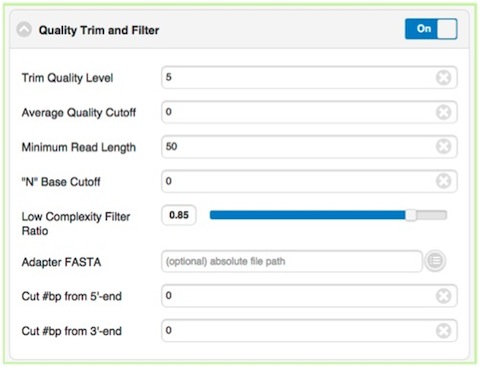 Quality Trim and Filter On
Trim Quality Level 5
Average Quality Cutoff 0
Minimum Read Length 50
"N" Base Cutoff 0
Low Complexity Filter 0.85
Ratio
Adapter FASTA (optional) absolute file path
Cut #bp from 5'-end 0
Cut #bp from 3'-end 0